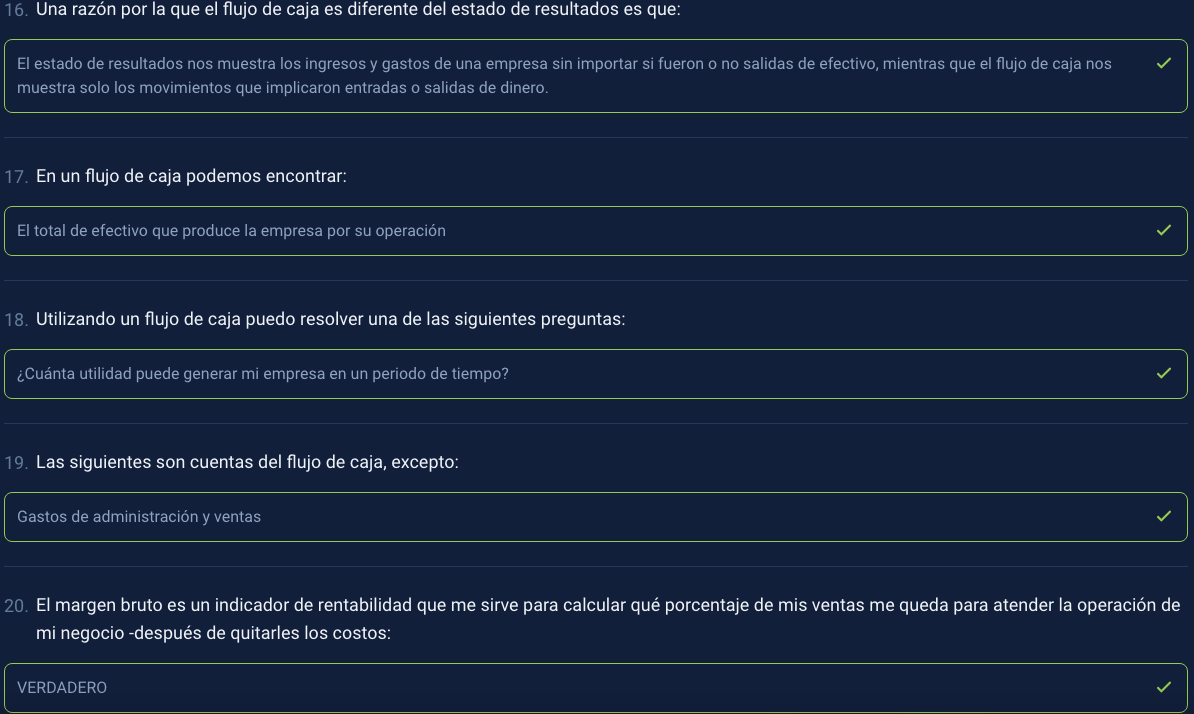 16. Una razón por la que el flujo de caja es diferente del estado de resultados es que:
El estado de resultados nos muestra los ingresos y gastos de una empresa sin importar si fueron o no salidas de efectivo, mientras que el flujo de caja nos
muestra solo los movimientos que implicaron entradas o salidas de dinero.
17. En un flujo de caja podemos encontrar:
El total de efectivo que produce la empresa por su operación
18. Utilizando un flujo de caja puedo resolver una de las siguientes preguntas:
¿Cuánta utilidad puede generar mi empresa en un periodo de tiempo?
19. Las siguientes son cuentas del flujo de caja, excepto:
Gastos de administración y ventas
20. El margen bruto es un indicador de rentabilidad que me sirve para calcular qué porcentaje de mis ventas me queda para atender la operación de
mi negocio -después de quitarles los costos:
VERDADERO